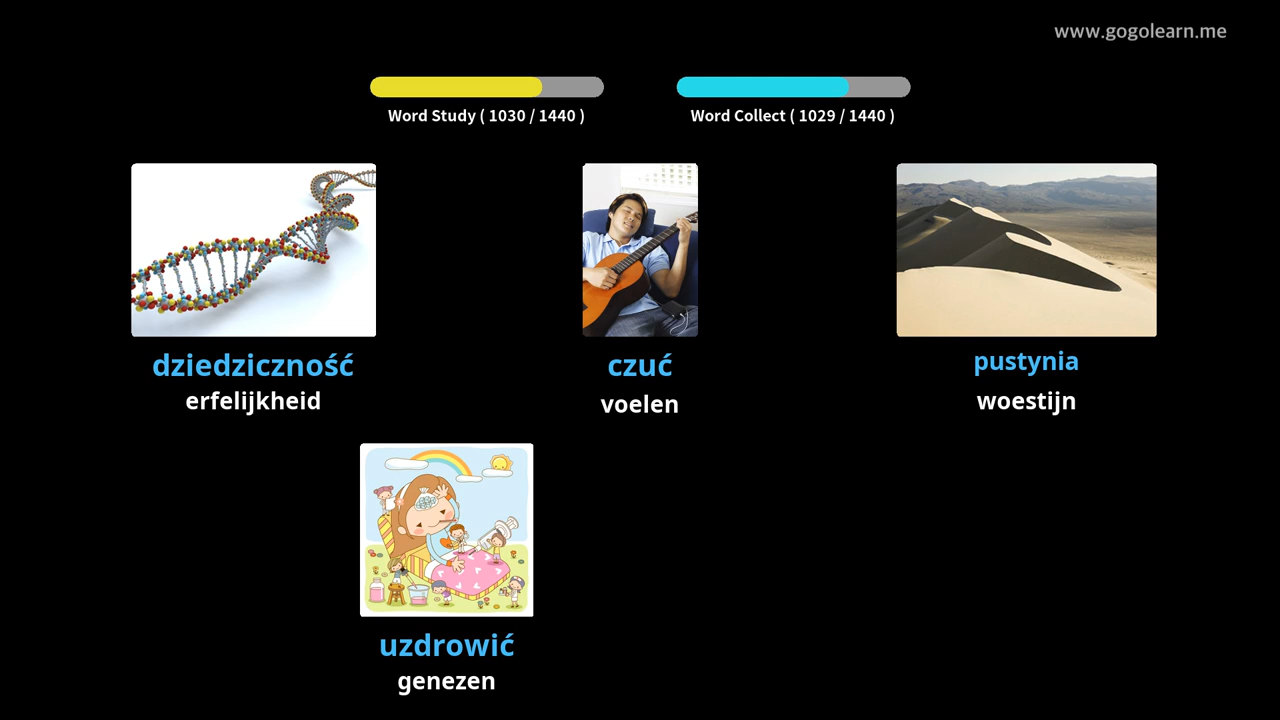 www.gogolearn.me
Word Study ( 1030 / 1440 )
Word Collect ( 1029 / 1440 )
dziedziczność
erfelijkheid
czuć
voelen
pustynia
woestijn
uzdrowić
genezen